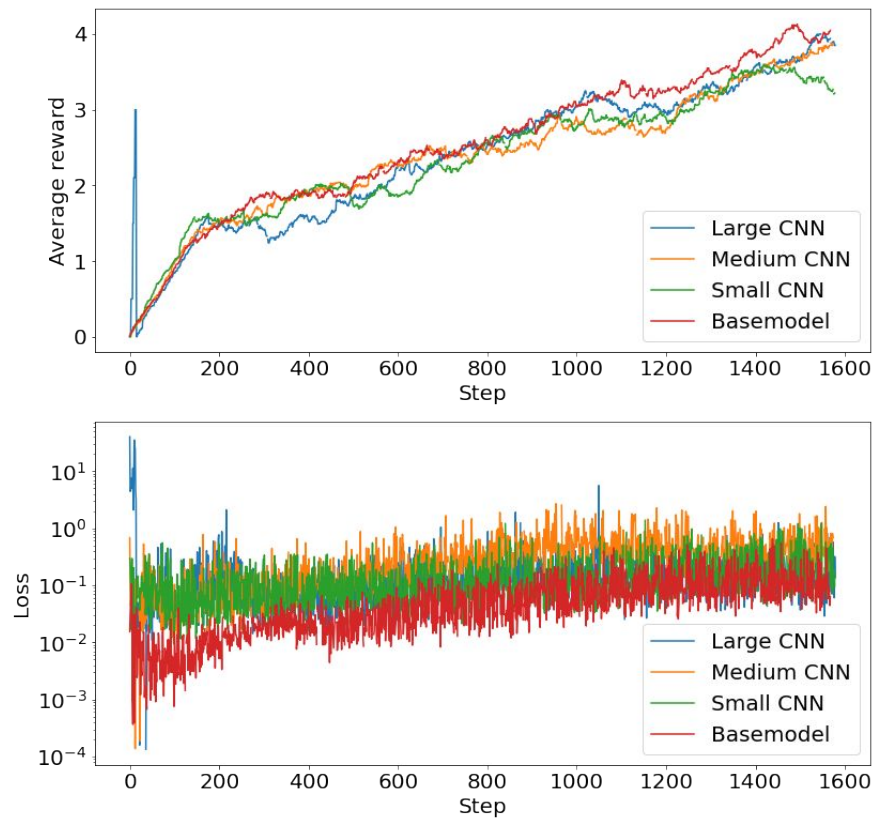 4
3
2
1
0
Average reward
Large CNN
Medium CNN
Small CNN
Basemodel
0 200 400 600 800 1000 1200 1400 1600
Step
10¹
10⁰
10⁻¹
10⁻²
10⁻³
10⁻⁴
Loss
Large CNN
Medium CNN
Small CNN
Basemodel
0 200 400 600 800 1000 1200 1400 1600
Step